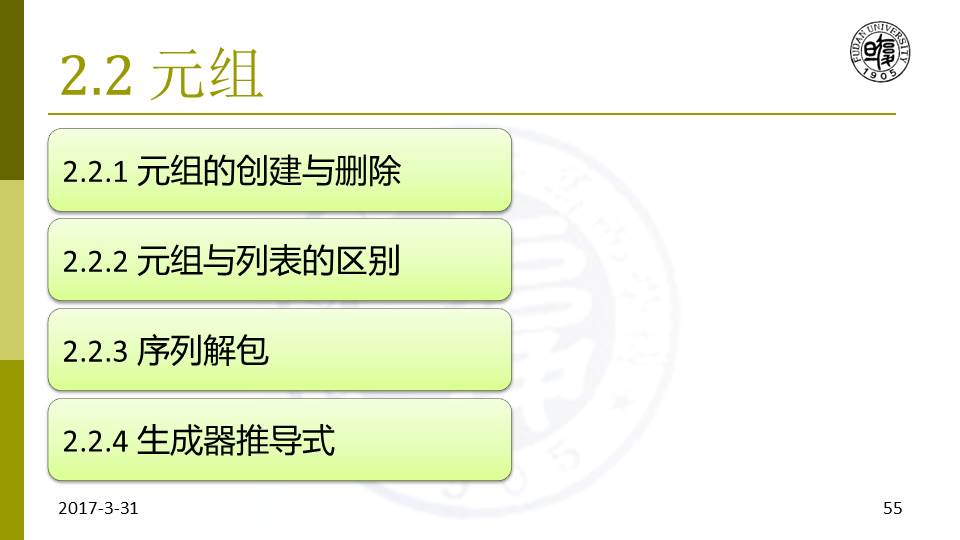 2.2 元组
FUDAN UNIVERSITY
1905
2.2.1 元组的创建与删除
2.2.2 元组与列表的区别
2.2.3 序列解包
2.2.4 生成器推导式
2017-3-31
55